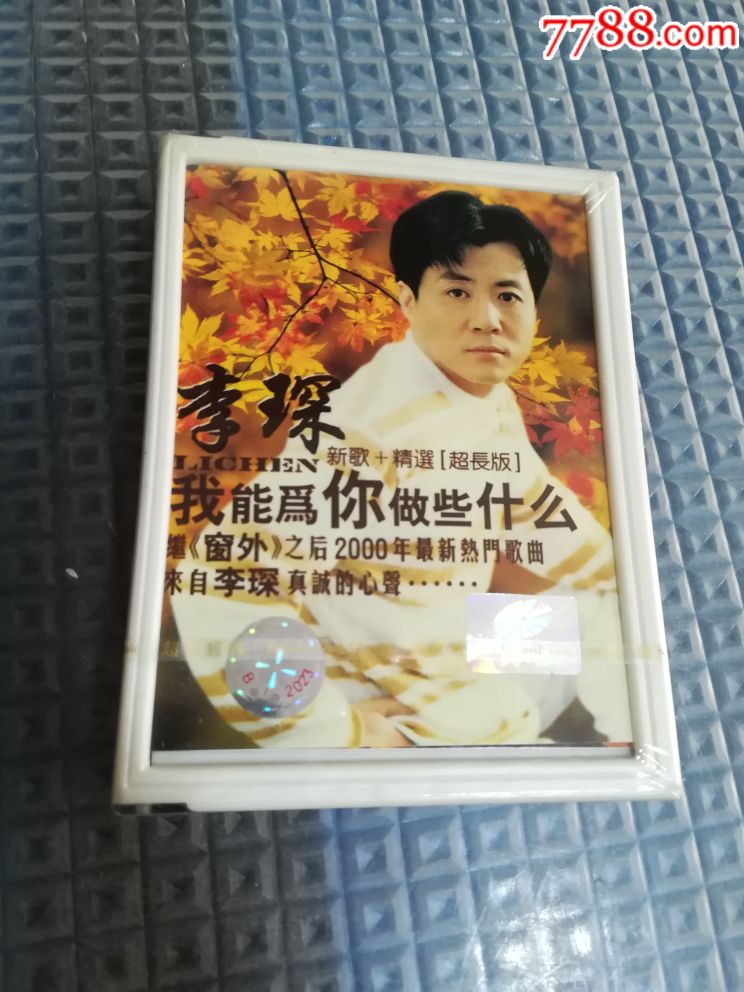 7788.com
李琛
LICHEN
新歌+精選[超長版]
我能爲你做些什么
繼《窗外》之后2000年最新熱門歌曲
來自李琛真誠的心聲······